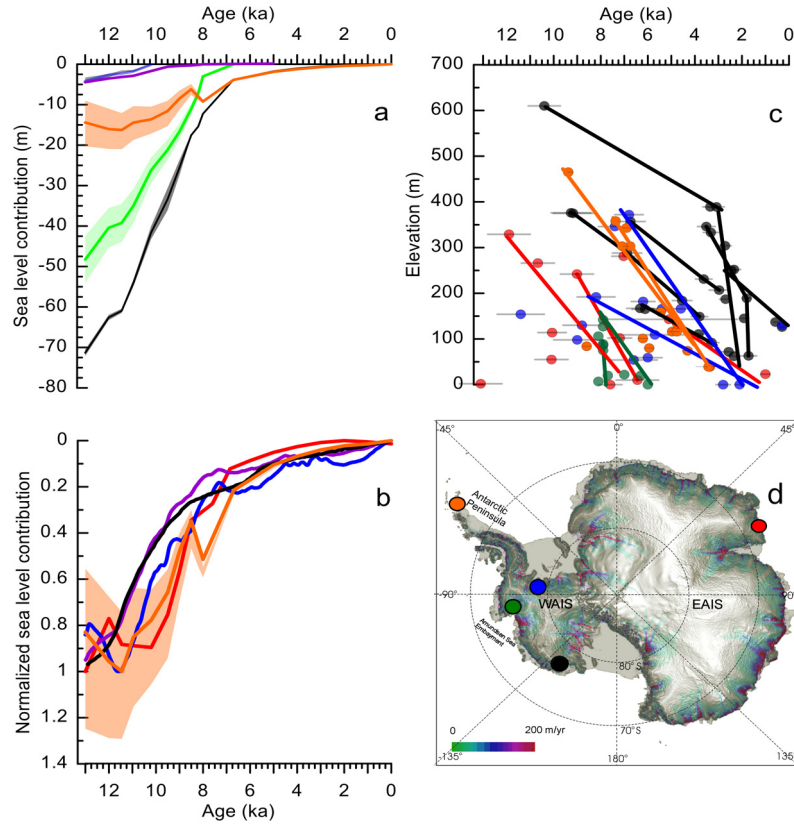 Age (ka)
12 10 8 6 4 2 0
Sea level contribution (m)
0
-10
-20
-30
-40
-50
-60
-70
-80
a
Age (ka)
12 10 8 6 4 2 0
Elevation (m)
700
600
500
400
300
200
100
0
c
Normalized sea level contribution
0
0.2
0.4
0.6
0.8
1
1.2
1.4
b
12 10 8 6 4 2 0
Age (ka)
-45° 0° 45°
d
Antarctic
Peninsula
-90° WAIS EAIS 90°
Amundsen Sea
Embayment
80° S
70° S
0 200 m/yr
-135° 180° 135°